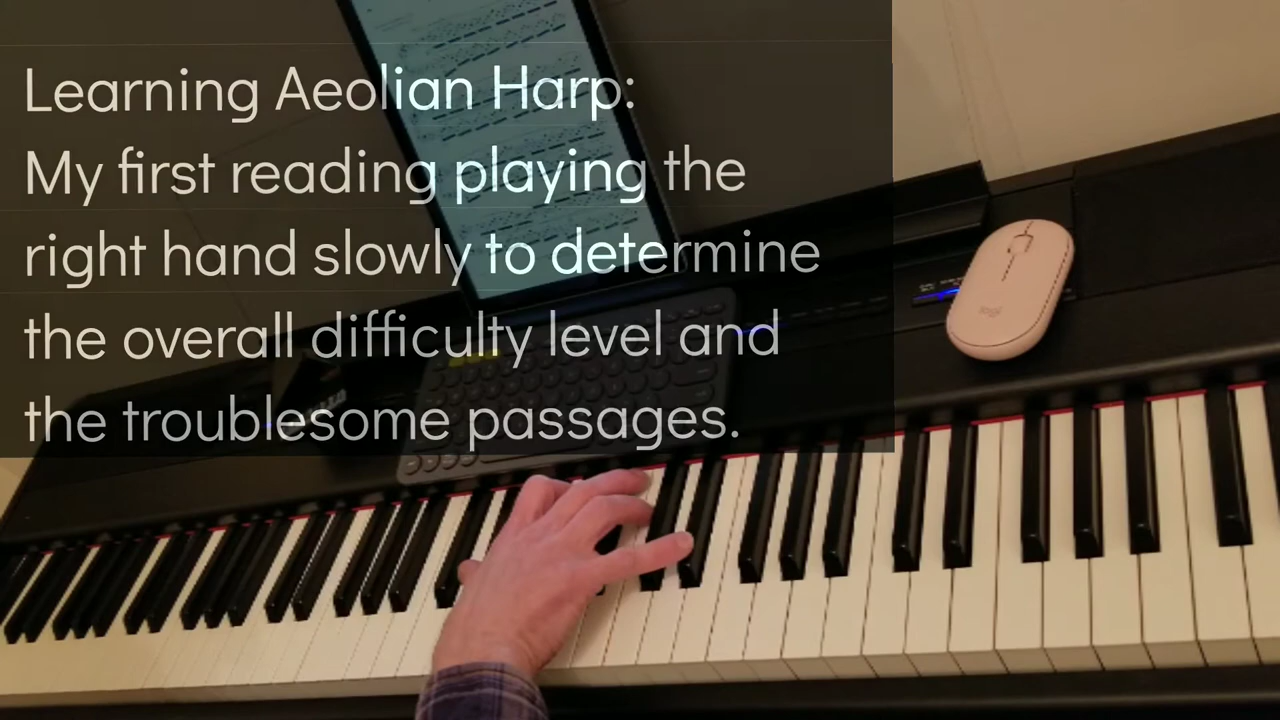 Learning Aeolian Harp:
My first reading playing the
right hand slowly to determine
the overall difficulty level and
the troublesome passages.
logi